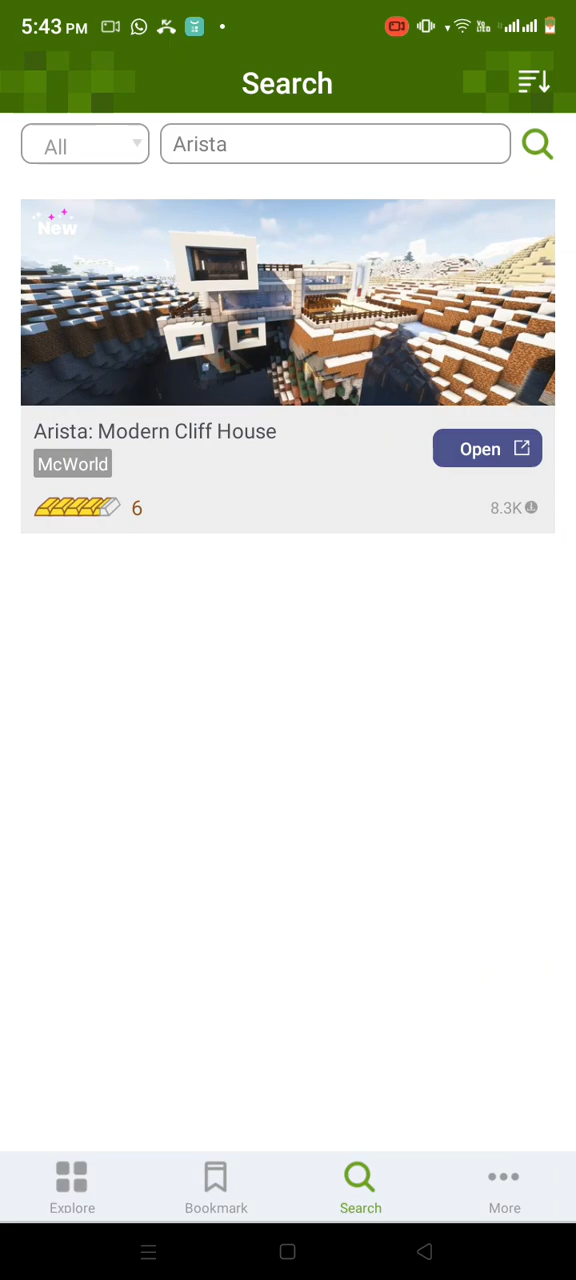 5:43 PM
Search
All
Arista
New
Arista: Modern Cliff House
McWorld
Open
6
8.3K
Explore
Bookmark
Search
More